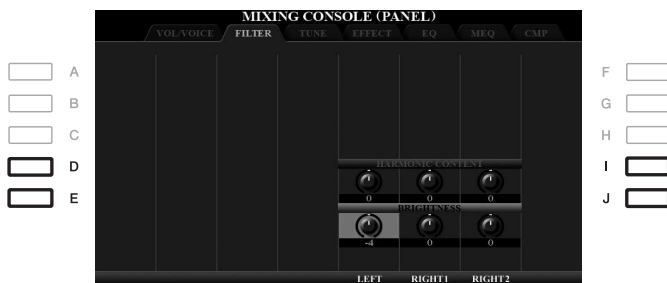 MIXING CONSOLE (PANEL)
VOL/VOICE FILTER TUNE EFFECT EQ MEQ CMP
A F
B G
C H
HARMONIC CONTENT
D I
0 0 0
BRIGHTNESS
E J
-4 0 0
LEFT RIGHT1 RIGHT2